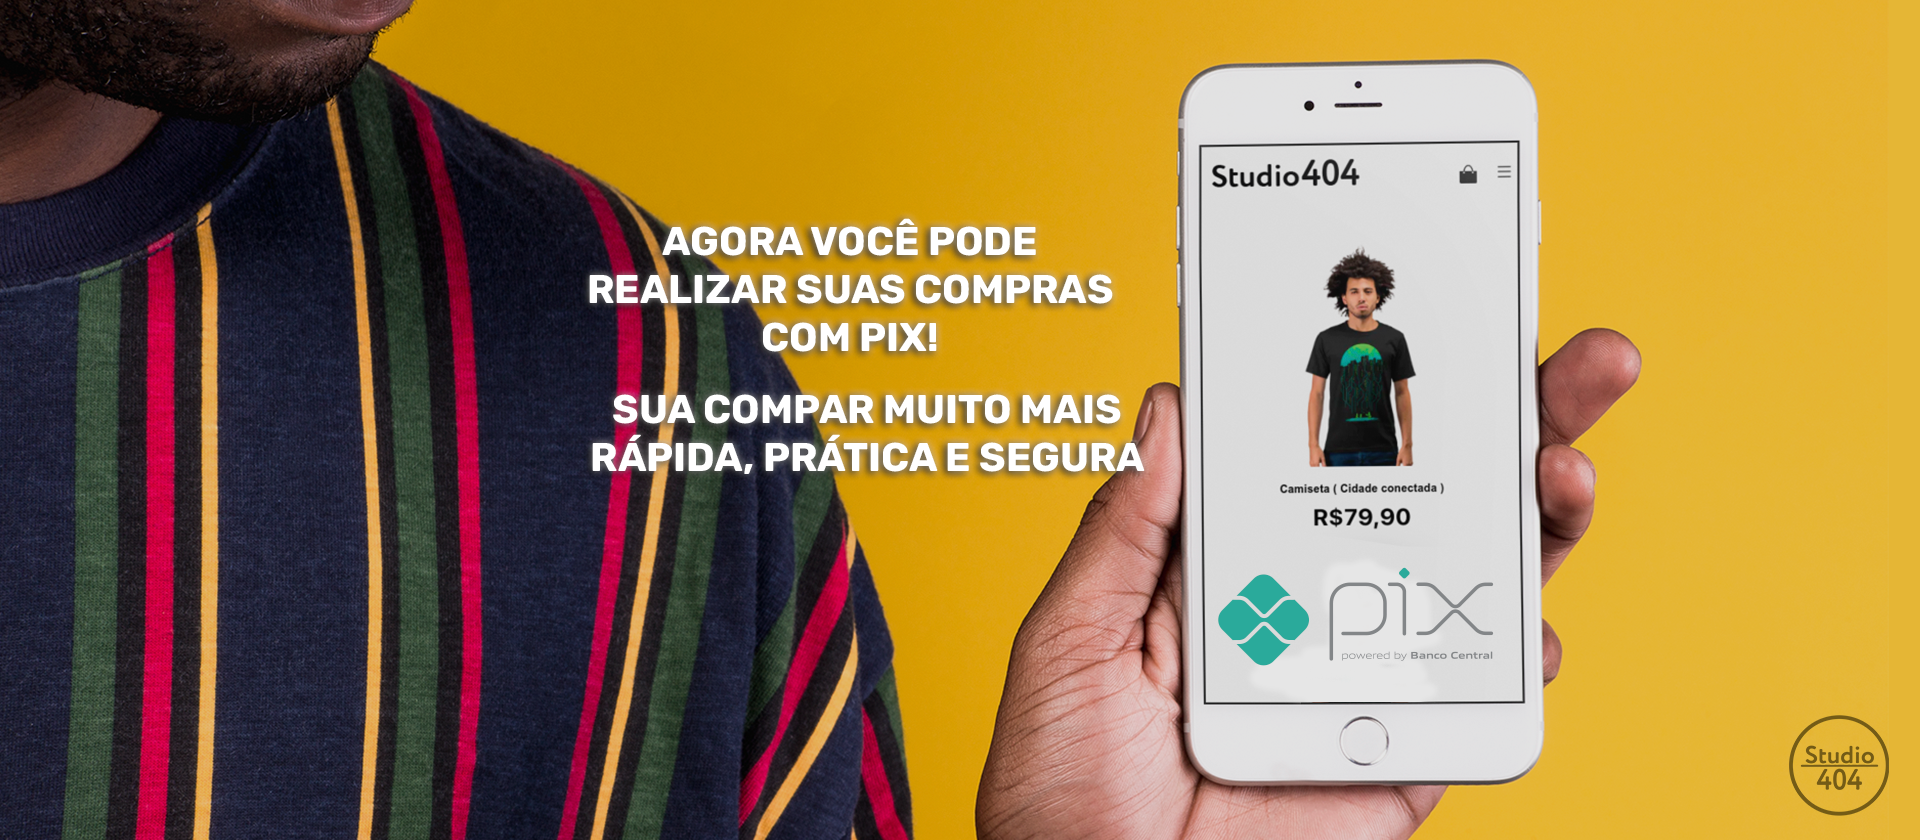 AGORA VOCÊ PODE
REALIZAR SUAS COMPRAS
COM PIX!
SUA COMPAR MUITO MAIS
RÁPIDA, PRÁTICA E SEGURA
Studio404
Camiseta ( Cidade conectada )
R$79,90
pix
powered by Banco Central
Studio
404